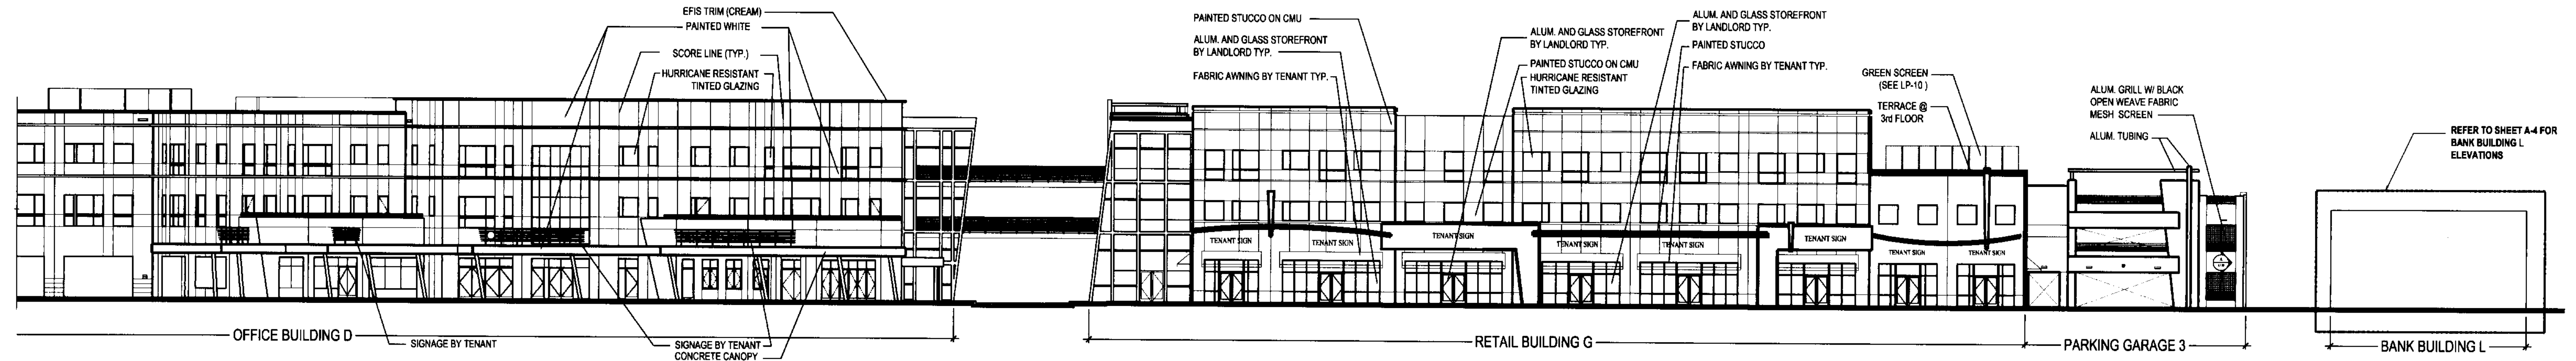 EFIS TRIM (CREAM)
PAINTED WHITE
SCORE LINE (TYP.)
HURRICANE RESISTANT
TINTED GLAZING
PAINTED STUCCO ON CMU
ALUM. AND GLASS STOREFRONT
BY LANDLORD TYP.
FABRIC AWNING BY TENANT TYP.
ALUM. AND GLASS STOREFRONT
BY LANDLORD TYP.
PAINTED STUCCO ON CMU
HURRICANE RESISTANT
TINTED GLAZING
ALUM. AND GLASS STOREFRONT
BY LANDLORD TYP.
PAINTED STUCCO
FABRIC AWNING BY TENANT TYP.
GREEN SCREEN
(SEE LP-10 )
TERRACE @
3rd FLOOR
ALUM. GRILL W/ BLACK
OPEN WEAVE FABRIC
MESH SCREEN
ALUM. TUBING
REFER TO SHEET A-4 FOR
BANK BUILDING L
ELEVATIONS
TENANT SIGN
TENANT SIGN
TENANT SIGN
TENANT SIGN
TENANT SIGN
TENANT SIGN
TENANT SIGN
TENANT SIGN
OFFICE BUILDING D
SIGNAGE BY TENANT
SIGNAGE BY TENANT
CONCRETE CANOPY
RETAIL BUILDING G
PARKING GARAGE 3
BANK BUILDING L